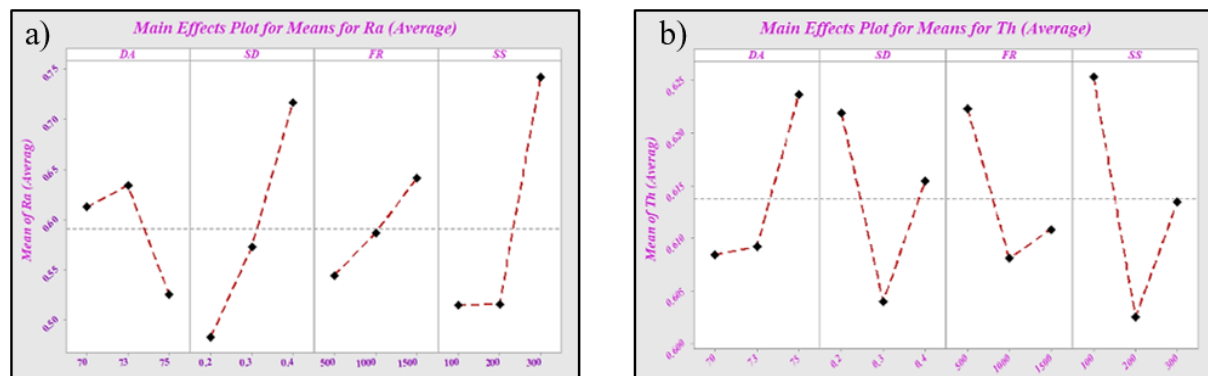 a)
Main Effects Plot for Means for Ra (Average)
DA SD FR SS
Mean of Ra (Averag)
0.75
0.70
0.65
0.60
0.55
0.50
70 73 75 0.2 0.3 0.4 500 1000 1500 100 200 300
b)
Main Effects Plot for Means for Th (Average)
DA SD FR SS
Mean of Th (Averag)
0,625
0,620
0,615
0,610
0,605
0,600
70 73 75 0,2 0,3 0,4 500 1000 1500 100 200 300